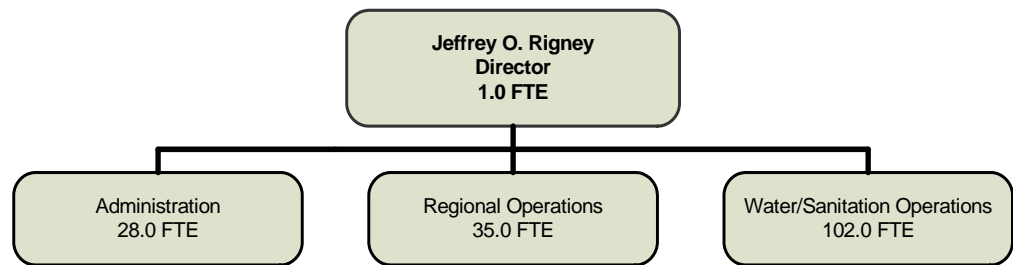 Jeffrey O. Rigney
Director
1.0 FTE
Administration
28.0 FTE
Regional Operations
35.0 FTE
Water/Sanitation Operations
102.0 FTE